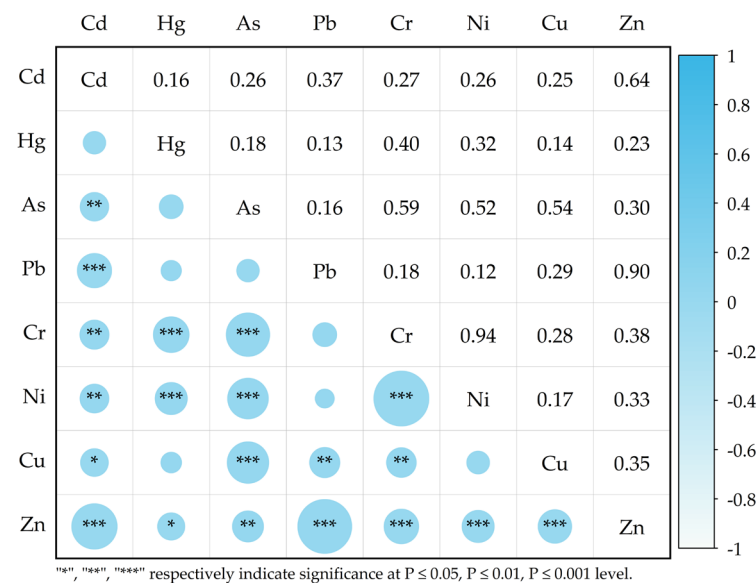 Cd Hg As Pb Cr Ni Cu Zn
Cd Cd 0.16 0.26 0.37 0.27 0.26 0.25 0.64
Hg Hg 0.18 0.13 0.40 0.32 0.14 0.23
As ** As 0.16 0.59 0.52 0.54 0.30
Pb *** Pb 0.18 0.12 0.29 0.90
Cr ** *** *** Cr 0.94 0.28 0.38
Ni ** *** *** *** Ni 0.17 0.33
Cu * *** ** ** Cu 0.35
Zn *** * ** *** *** *** *** Zn
1
0.8
0.6
0.4
0.2
0
-0.2
-0.4
-0.6
-0.8
-1
"*", "**", "***" respectively indicate significance at P ≤ 0.05, P ≤ 0.01, P ≤ 0.001 level.